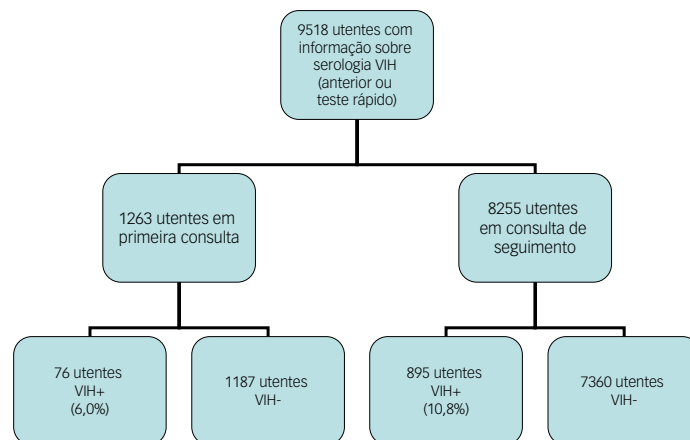 9518 utentes com
informação sobre
serologia VIH
(anterior ou
teste rápido)
1263 utentes em
primeira consulta
8255 utentes
em consulta de
seguimento
76 utentes
VIH+
(6,0%)
1187 utentes
VIH-
895 utentes
VIH+
(10,8%)
7360 utentes
VIH-